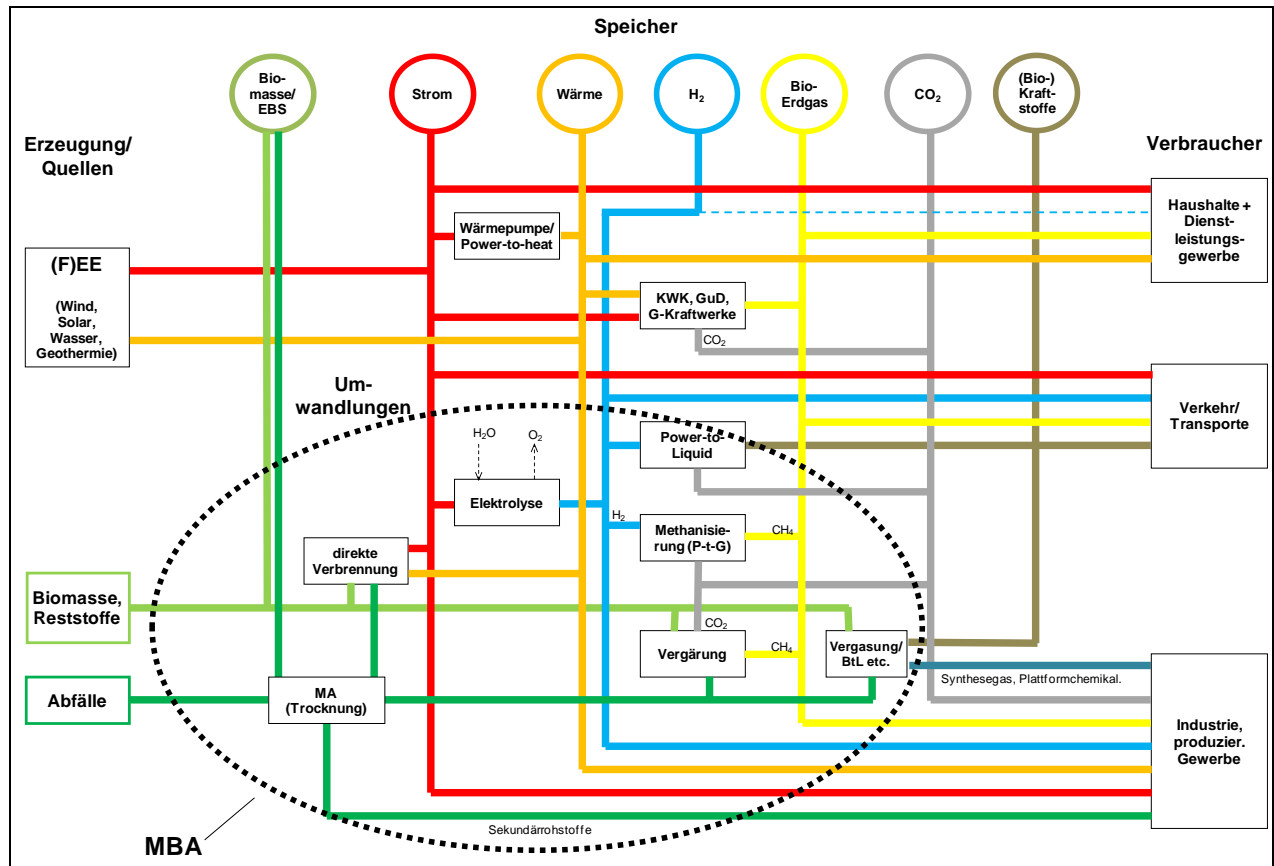 Speicher
Bio-
masse/
EBS
Strom
Wärme
H₂
Bio-
Erdgas
CO₂
(Bio-)
Kraft-
stoffe
Erzeugung/
Quellen
Verbraucher
Haushalte +
Dienst-
leistungs-
gewerbe
Wärmepumpe/
Power-to-heat
(F)EE
(Wind,
Solar,
Wasser,
Geothermie)
KWK, GuD,
G-Kraftwerke
CO₂
Um-
wandlungen
Verkehr/
Transporte
H₂O
O₂
Power-to-
Liquid
Elektrolyse
H₂
Methanisie-
rung (P-t-G)
CH₄
direkte
Verbrennung
Biomasse,
Reststoffe
CO₂
Vergärung
CH₄
Vergasung/
BtL etc.
Synthesegas, Plattformchemikal.
Abfälle
MA
(Trocknung)
Industrie,
produzier.
Gewerbe
Sekundärrohstoffe
MBA